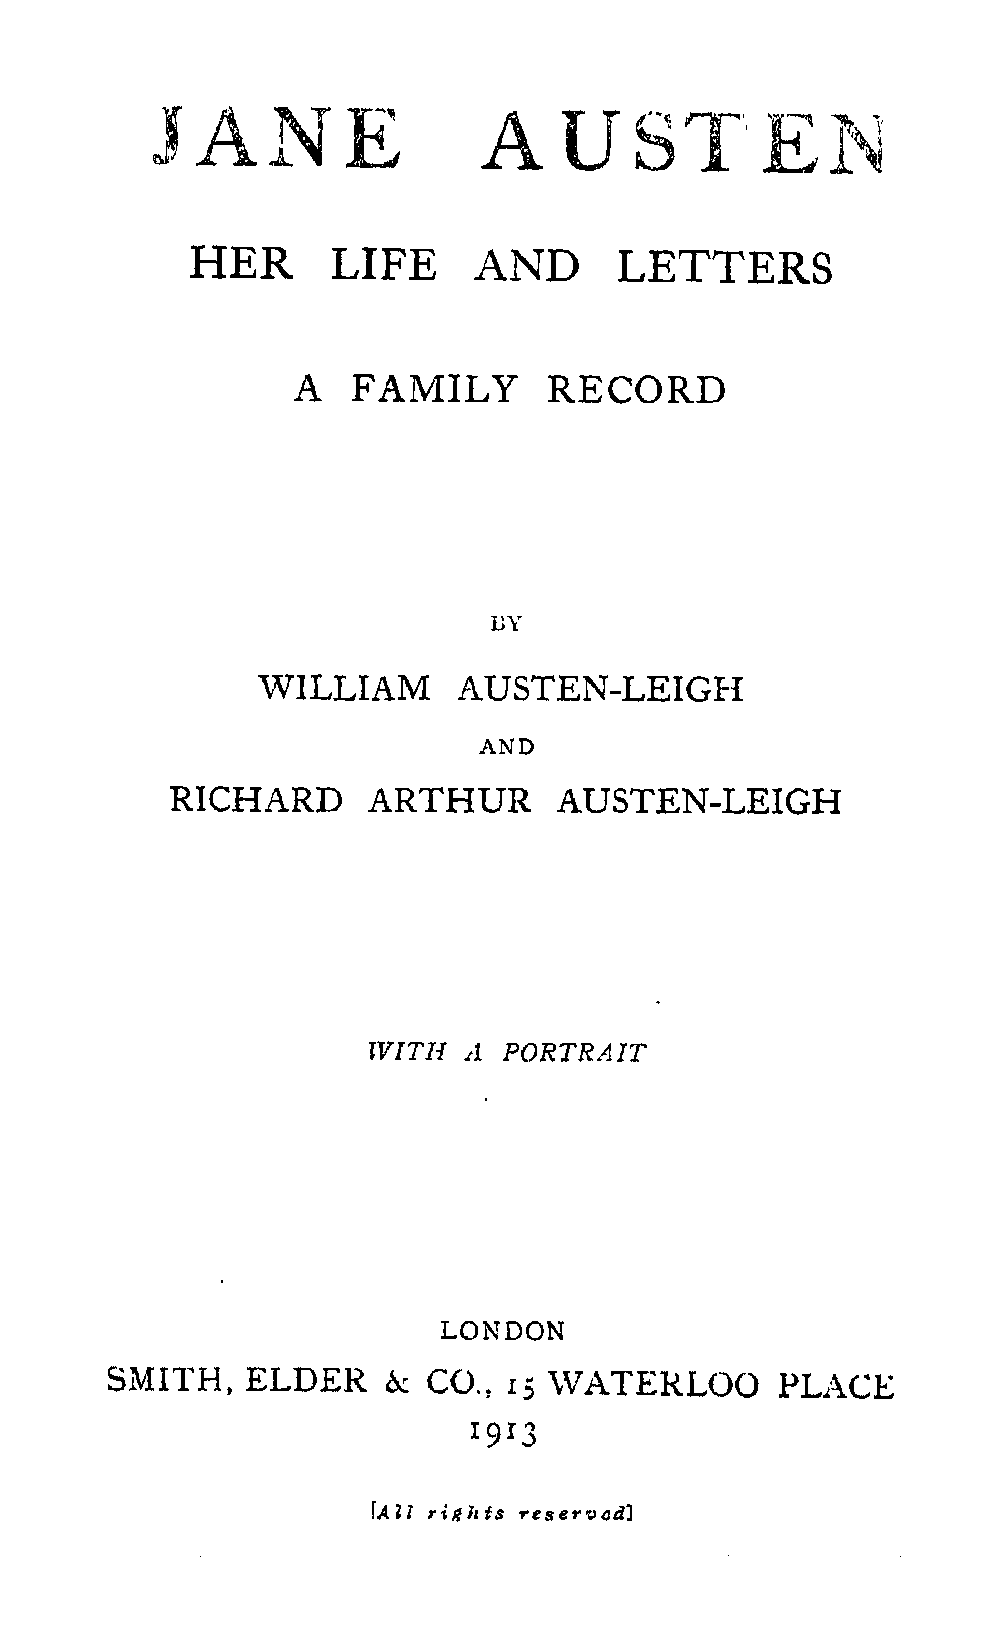 JANE AUSTEN
HER LIFE AND LETTERS
A FAMILY RECORD
BY
WILLIAM AUSTEN-LEIGH
AND
RICHARD ARTHUR AUSTEN-LEIGH
WITH A PORTRAIT
LONDON
SMITH, ELDER & CO., 15 WATERLOO PLACE
1913
[All rights reserved]